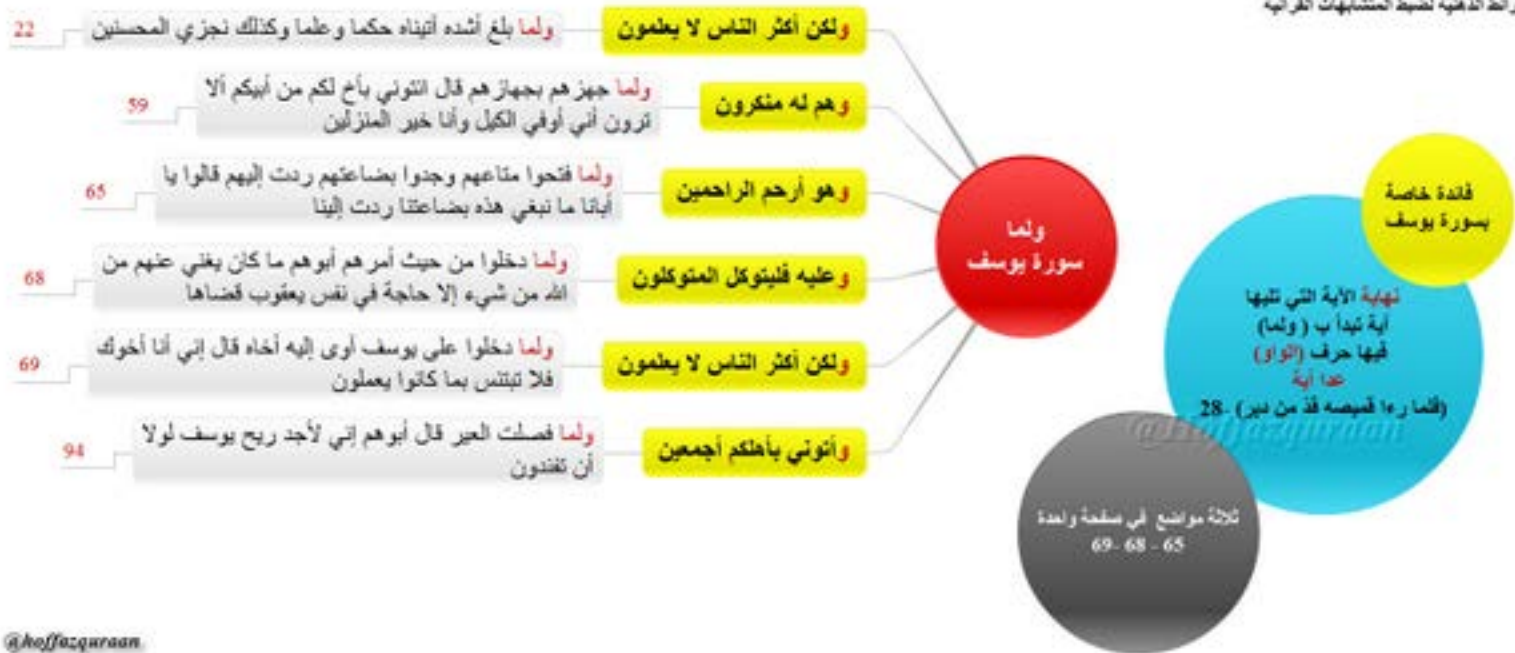 الذهنية لضبط المتشابهات القرآنية
ولما
سورة يوسف
ولكن أكثر الناس لا يعلمون
ولما بلغ أشده آتيناه حكما وعلما وكذلك نجزي المحسنين
22
وهم له منكرون
ولما جهزهم بجهازهم قال ائتوني بأخ لكم من أبيكم ألا
ترون أني أوفي الكيل وأنا خير المنزلين
59
وهو أرحم الراحمين
ولما فتحوا متاعهم وجدوا بضاعتهم ردت إليهم قالوا يا
أبانا ما نبغي هذه بضاعتنا ردت إلينا
65
وعليه فليتوكل المتوكلون
ولما دخلوا من حيث أمرهم أبوهم ما كان يغني عنهم من
الله من شيء إلا حاجة في نفس يعقوب قضاها
68
ولكن أكثر الناس لا يعلمون
ولما دخلوا على يوسف آوى إليه أخاه قال إني أنا أخوك
فلا تبتئس بما كانوا يعملون
69
وأتوني بأهلكم أجمعين
ولما فصلت العير قال أبوهم إني لأجد ريح يوسف لولا
أن تفندون
94
فائدة خاصة
بسورة يوسف
نهاية الآية التي تليها
آية تبدأ ب (ولما)
فيها حرف (الواو)
عدا آية
(فلما رءا قميصه قد من دبر) -28
@Hoffazquraan
ثلاثة مواضع في صفحة واحدة
65 - 68 -69
@hoffazquraan